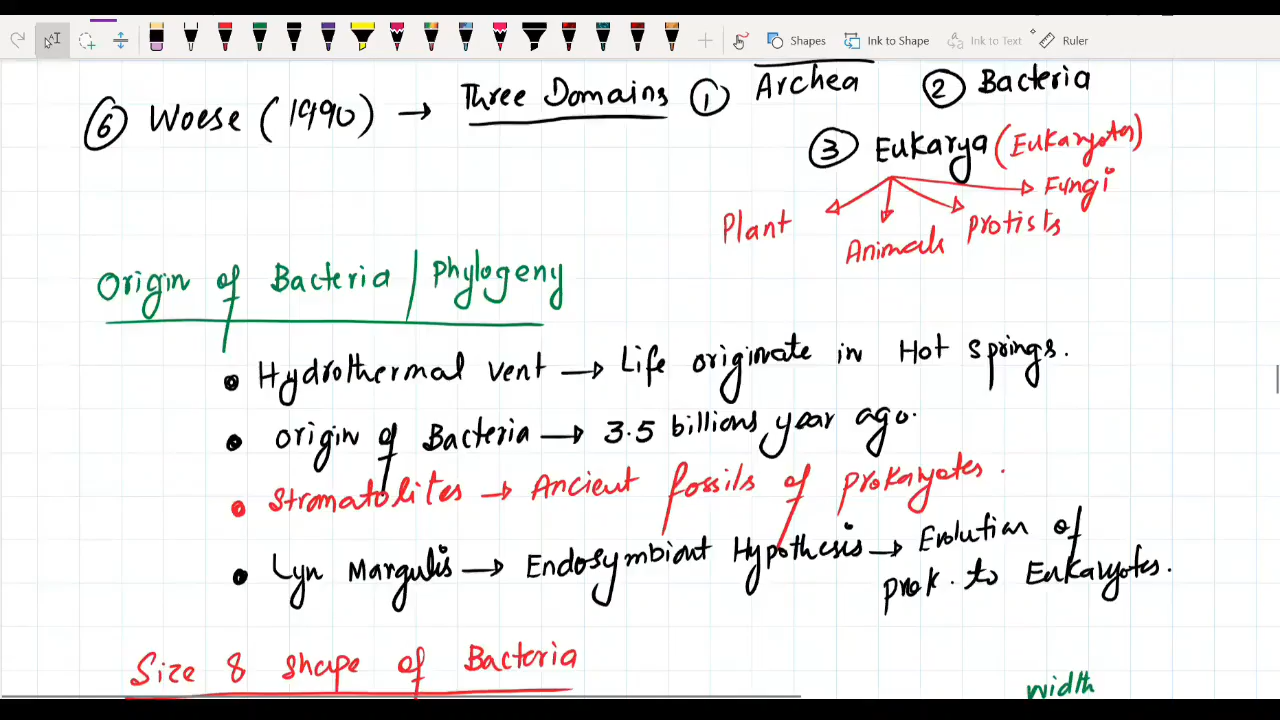 Shapes Ink to Shape Ink to Text Ruler
⑥ Woese (1990) → Three Domains ① Archea ② Bacteria
③ Eukarya (Eukaryotes)
Plant Animals Protists Fungi
Origin of Bacteria / Phylogeny
• Hydrothermal vent → Life originate in Hot springs.
• Origin of Bacteria → 3.5 billions year ago.
• Stromatolites → Ancient fossils of prokaryotes.
• Lyn Margulis → Endosymbiont Hypothesis → Evolution of
prok. to Eukaryotes.
Size & shape of Bacteria
width